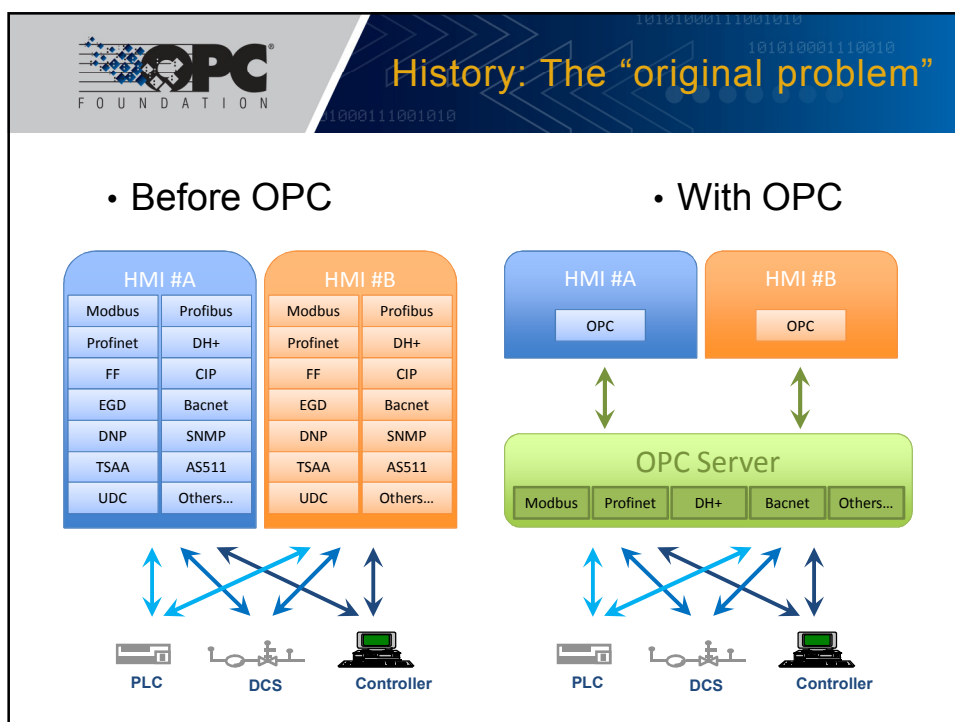 OPC®
FOUNDATION
10101000111001010
101010001110010
1000111001010
History: The “original problem”
• Before OPC
HMI #A
Modbus Profibus
Profinet DH+
FF CIP
EGD Bacnet
DNP SNMP
TSAA AS511
UDC Others...
HMI #B
Modbus Profibus
Profinet DH+
FF CIP
EGD Bacnet
DNP SNMP
TSAA AS511
UDC Others...
PLC
DCS
Controller
• With OPC
HMI #A
OPC
HMI #B
OPC
OPC Server
Modbus Profinet DH+ Bacnet Others...
PLC
DCS
Controller